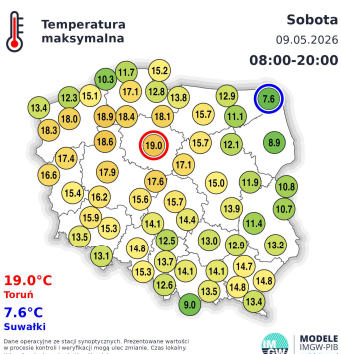 Temperatura
maksymalna
Sobota
09.05.2026
08:00-20:00
11.7 15.2
10.3
12.3 15.1 17.1 12.8 13.8 12.9 7.6
13.4
18.0 18.9 18.4 18.1 15.7 11.1
18.3
18.6 19.0 15.7 12.1 8.9
17.4 17.1
16.6 17.9 17.6 15.0 11.9 10.8
15.4 16.2 15.6 15.7 13.9 10.7
15.9 14.1 14.4 11.4
15.3
13.5 12.5 13.0 12.9 13.2
14.8
13.1 13.7 14.7
15.3 14.1 14.1
12.6 13.5 14.8 14.8
9.0 13.4
19.0°C
Toruń
7.6°C
Suwałki
Dane operacyjne ze stacji synoptycznych. Prezentowane wartości
w procesie kontroli i weryfikacji mogą ulec zmianie. Czas lokalny.
IM
GW
MODELE
IMGW-PIB